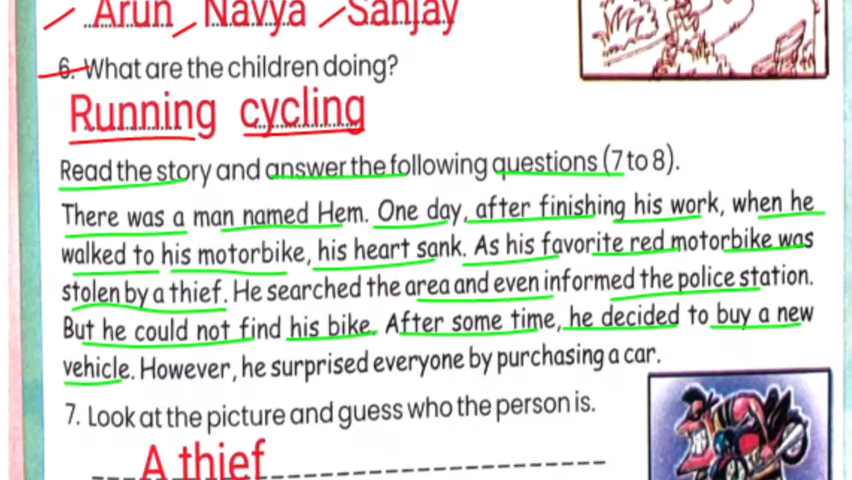 Arun Navya Sanjay
6. What are the children doing?
Running cycling
Read the story and answer the following questions (7 to 8).
There was a man named Hem. One day, after finishing his work, when he
walked to his motorbike, his heart sank. As his favorite red motorbike was
stolen by a thief. He searched the area and even informed the police station.
But he could not find his bike. After some time, he decided to buy a new
vehicle. However, he surprised everyone by purchasing a car.
7. Look at the picture and guess who the person is.
A thief